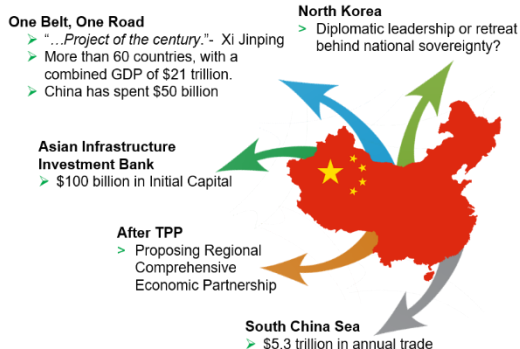 One Belt, One Road
➢ “…Project of the century.”- Xi Jinping
➢ More than 60 countries, with a
combined GDP of $21 trillion.
➢ China has spent $50 billion
North Korea
> Diplomatic leadership or retreat
behind national sovereignty?
Asian Infrastructure
Investment Bank
➢ $100 billion in Initial Capital
After TPP
> Proposing Regional
Comprehensive
Economic Partnership
South China Sea
➢ $5.3 trillion in annual trade